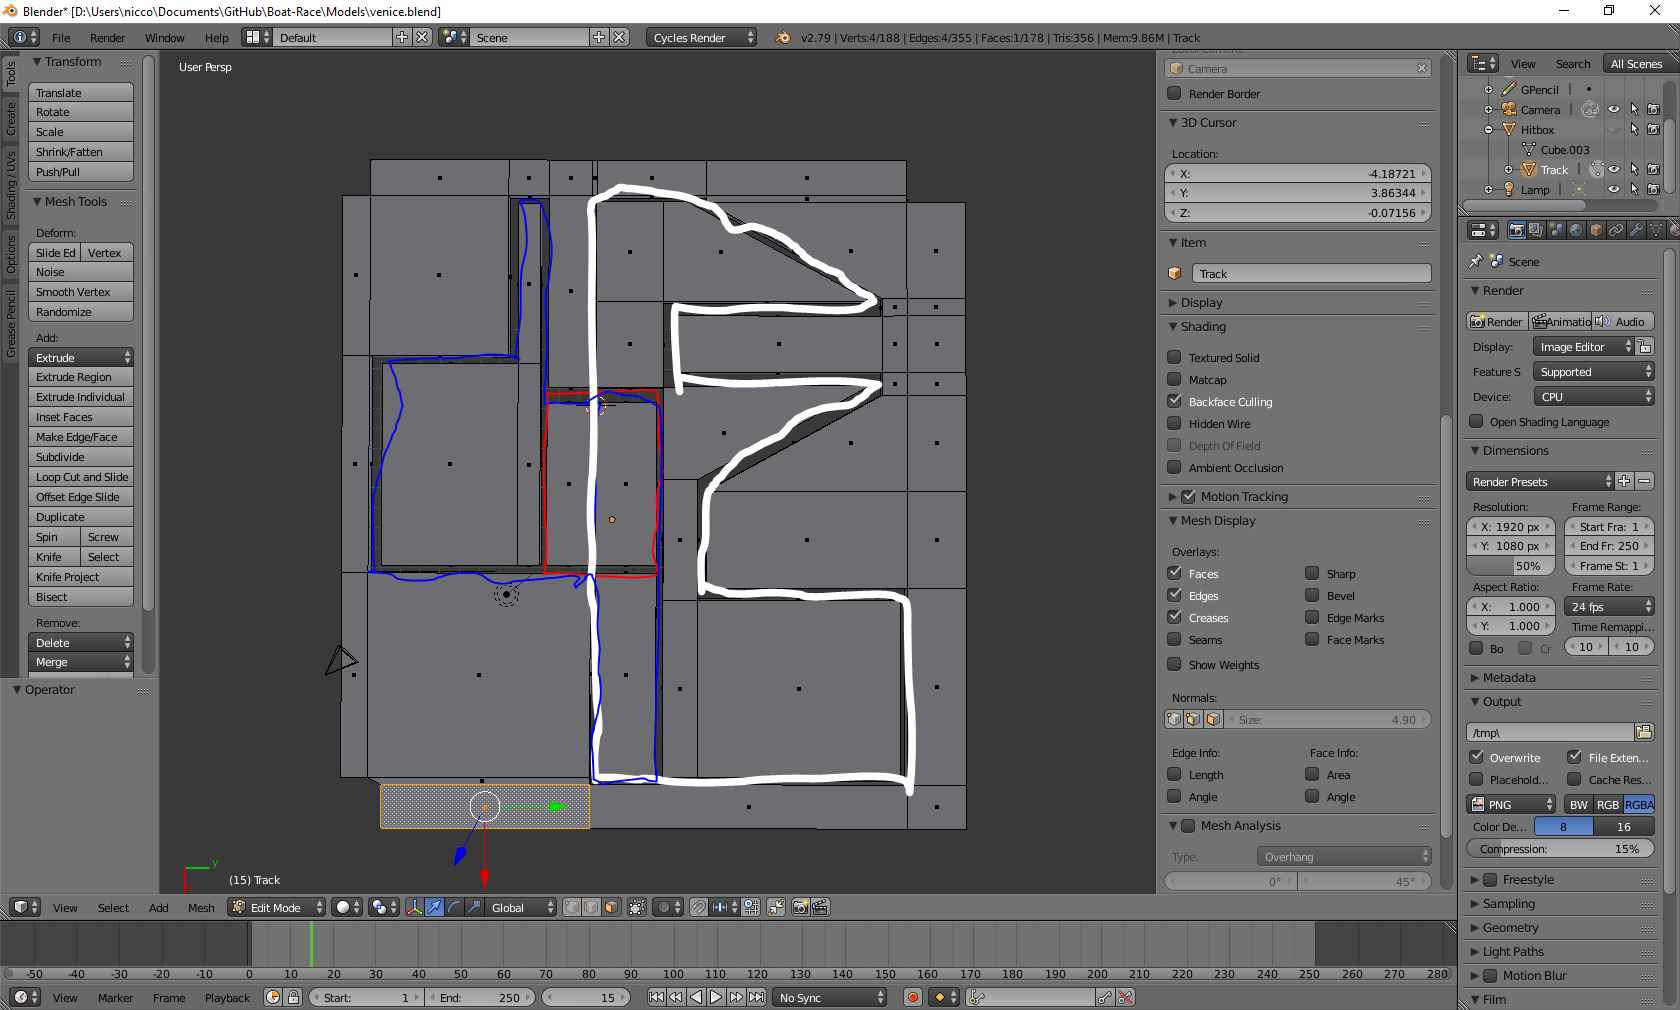 Blender* [D:\Users\nicco\Documents\GitHub\Boat-Race\Models\venice.blend]
File Render Window Help Default Scene Cycles Render v2.79 | Verts:4/188 | Edges:4/355 | Faces:1/178 | Tris:356 | Mem:9.86M | Track
Tools
Create
Shading / UVs
Options
Grease Pencil
Transform
Translate
Rotate
Scale
Shrink/Fatten
Push/Pull
Mesh Tools
Deform:
Slide Ed Vertex
Noise
Smooth Vertex
Randomize
Add:
Extrude
Extrude Region
Extrude Individual
Inset Faces
Make Edge/Face
Subdivide
Loop Cut and Slide
Offset Edge Slide
Duplicate
Spin Screw
Knife Select
Knife Project
Bisect
Remove:
Delete
Merge
Operator
User Persp
y
(15) Track
Camera
Render Border
3D Cursor
Location:
X: -4.18721
Y: 3.86344
Z: -0.07156
Item
Track
Display
Shading
Textured Solid
Matcap
Backface Culling
Hidden Wire
Depth Of Field
Ambient Occlusion
Motion Tracking
Mesh Display
Overlays:
Faces Sharp
Edges Bevel
Creases Edge Marks
Seams Face Marks
Show Weights
Normals:
Size: 4.90
Edge Info: Face Info:
Length Area
Angle Angle
Mesh Analysis
Type: Overhang
0° 45°
View Search All Scenes
GPencil
Camera
Hitbox
Cube.003
Track
Lamp
Scene
Render
Render Animatio Audio
Display: Image Editor
Feature S Supported
Device: CPU
Open Shading Language
Dimensions
Render Presets
Resolution: Frame Range:
X: 1920 px Start Fra: 1
Y: 1080 px End Fr: 250
50% Frame St: 1
Aspect Ratio: Frame Rate:
X: 1.000 24 fps
Y: 1.000 Time Remappi...
Bo Cr 10 10
Metadata
Output
/tmp\
Overwrite File Exten...
Placehold... Cache Res...
PNG BW RGB RGBA
Color De... 8 16
Compression: 15%
Freestyle
Sampling
Geometry
Light Paths
Motion Blur
Film
View Select Add Mesh Edit Mode Global
-50 -40 -30 -20 -10 0 10 20 30 40 50 60 70 80 90 100 110 120 130 140 150 160 170 180 190 200 210 220 230 240 250 260 270 280
View Marker Frame Playback Start: 1 End: 250 15 No Sync